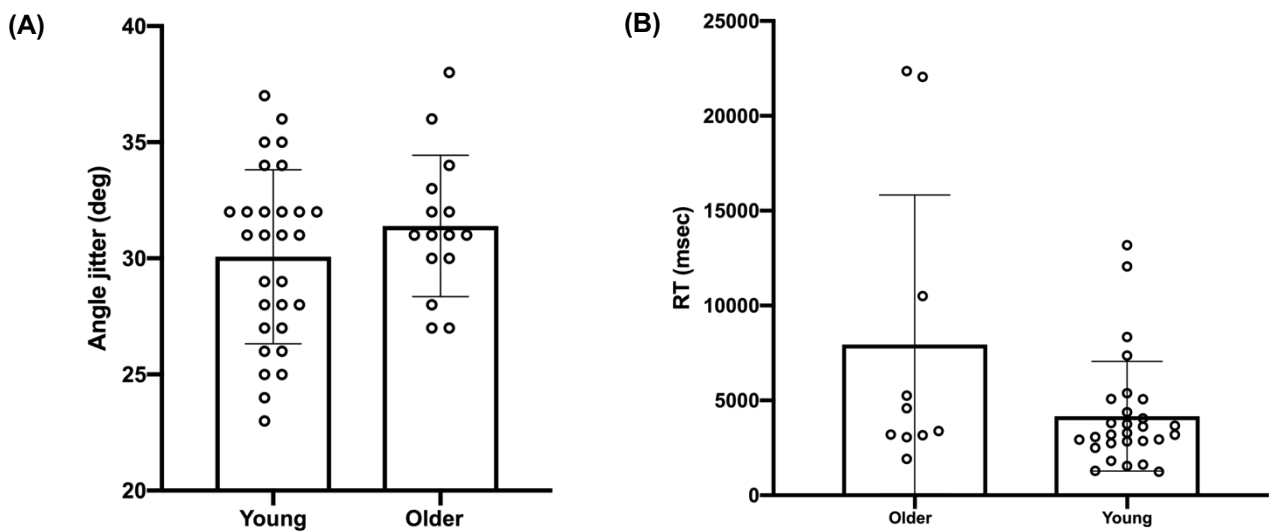 (A)
Angle jitter (deg)
40
35
30
25
20
Young Older
(B)
RT (msec)
25000
20000
15000
10000
5000
0
Older Young